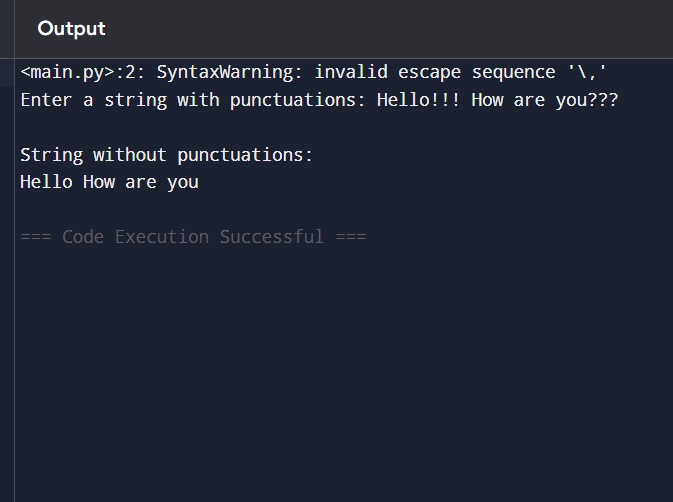 Output
<main.py>:2: SyntaxWarning: invalid escape sequence '\,'
Enter a string with punctuations: Hello!!! How are you???
String without punctuations:
Hello How are you
=== Code Execution Successful ===